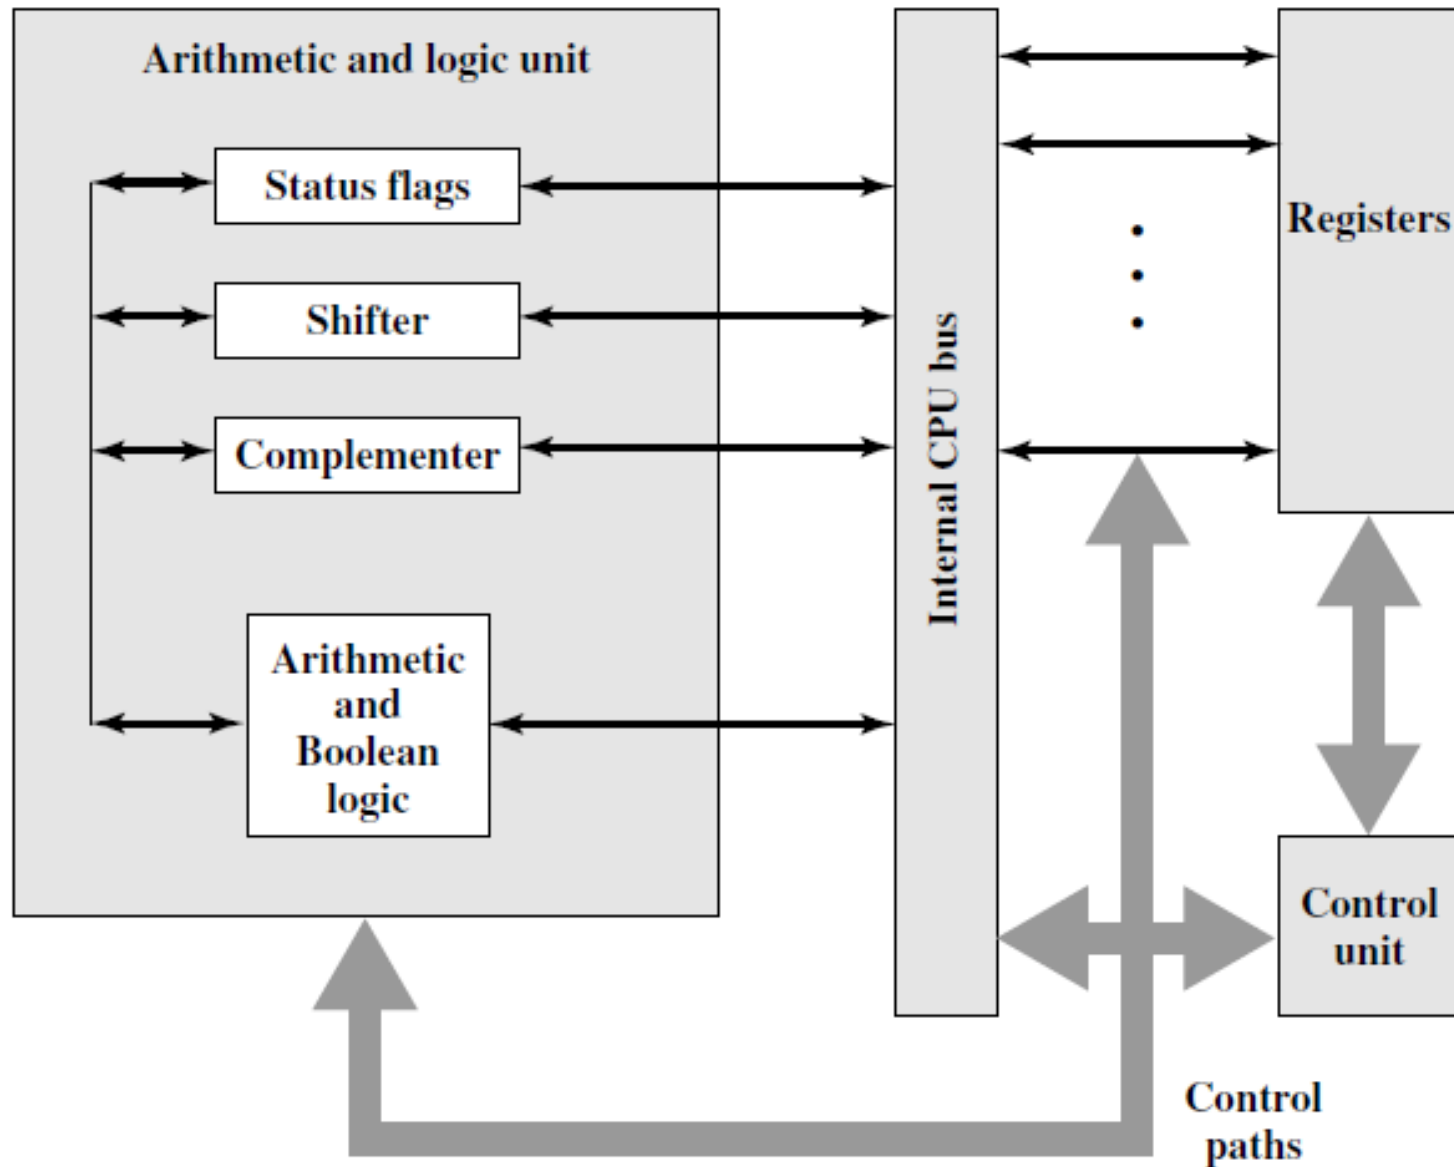 Arithmetic and logic unit
Status flags
Shifter
Complementer
Arithmetic
and
Boolean
logic
Internal CPU bus
Registers
Control
unit
Control
paths